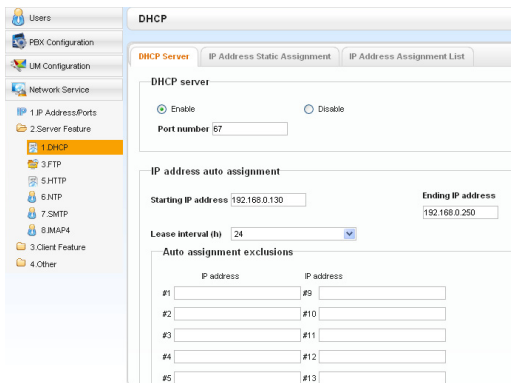 Users
PBX Configuration
UM Configuration
Network Service
IP 1.IP Address/Ports
2.Server Feature
1.DHCP
3.FTP
5.HTTP
6.NTP
7.SMTP
8.IMAP4
3.Client Feature
4.Other
DHCP
DHCP Server IP Address Static Assignment IP Address Assignment List
DHCP server
Enable Disable
Port number 67
IP address auto assignment
Starting IP address 192.168.0.130
Ending IP address
192.168.0.250
Lease interval (h) 24
Auto assignment exclusions
IP address IP address
#1 #9
#2 #10
#3 #11
#4 #12
#5 #13